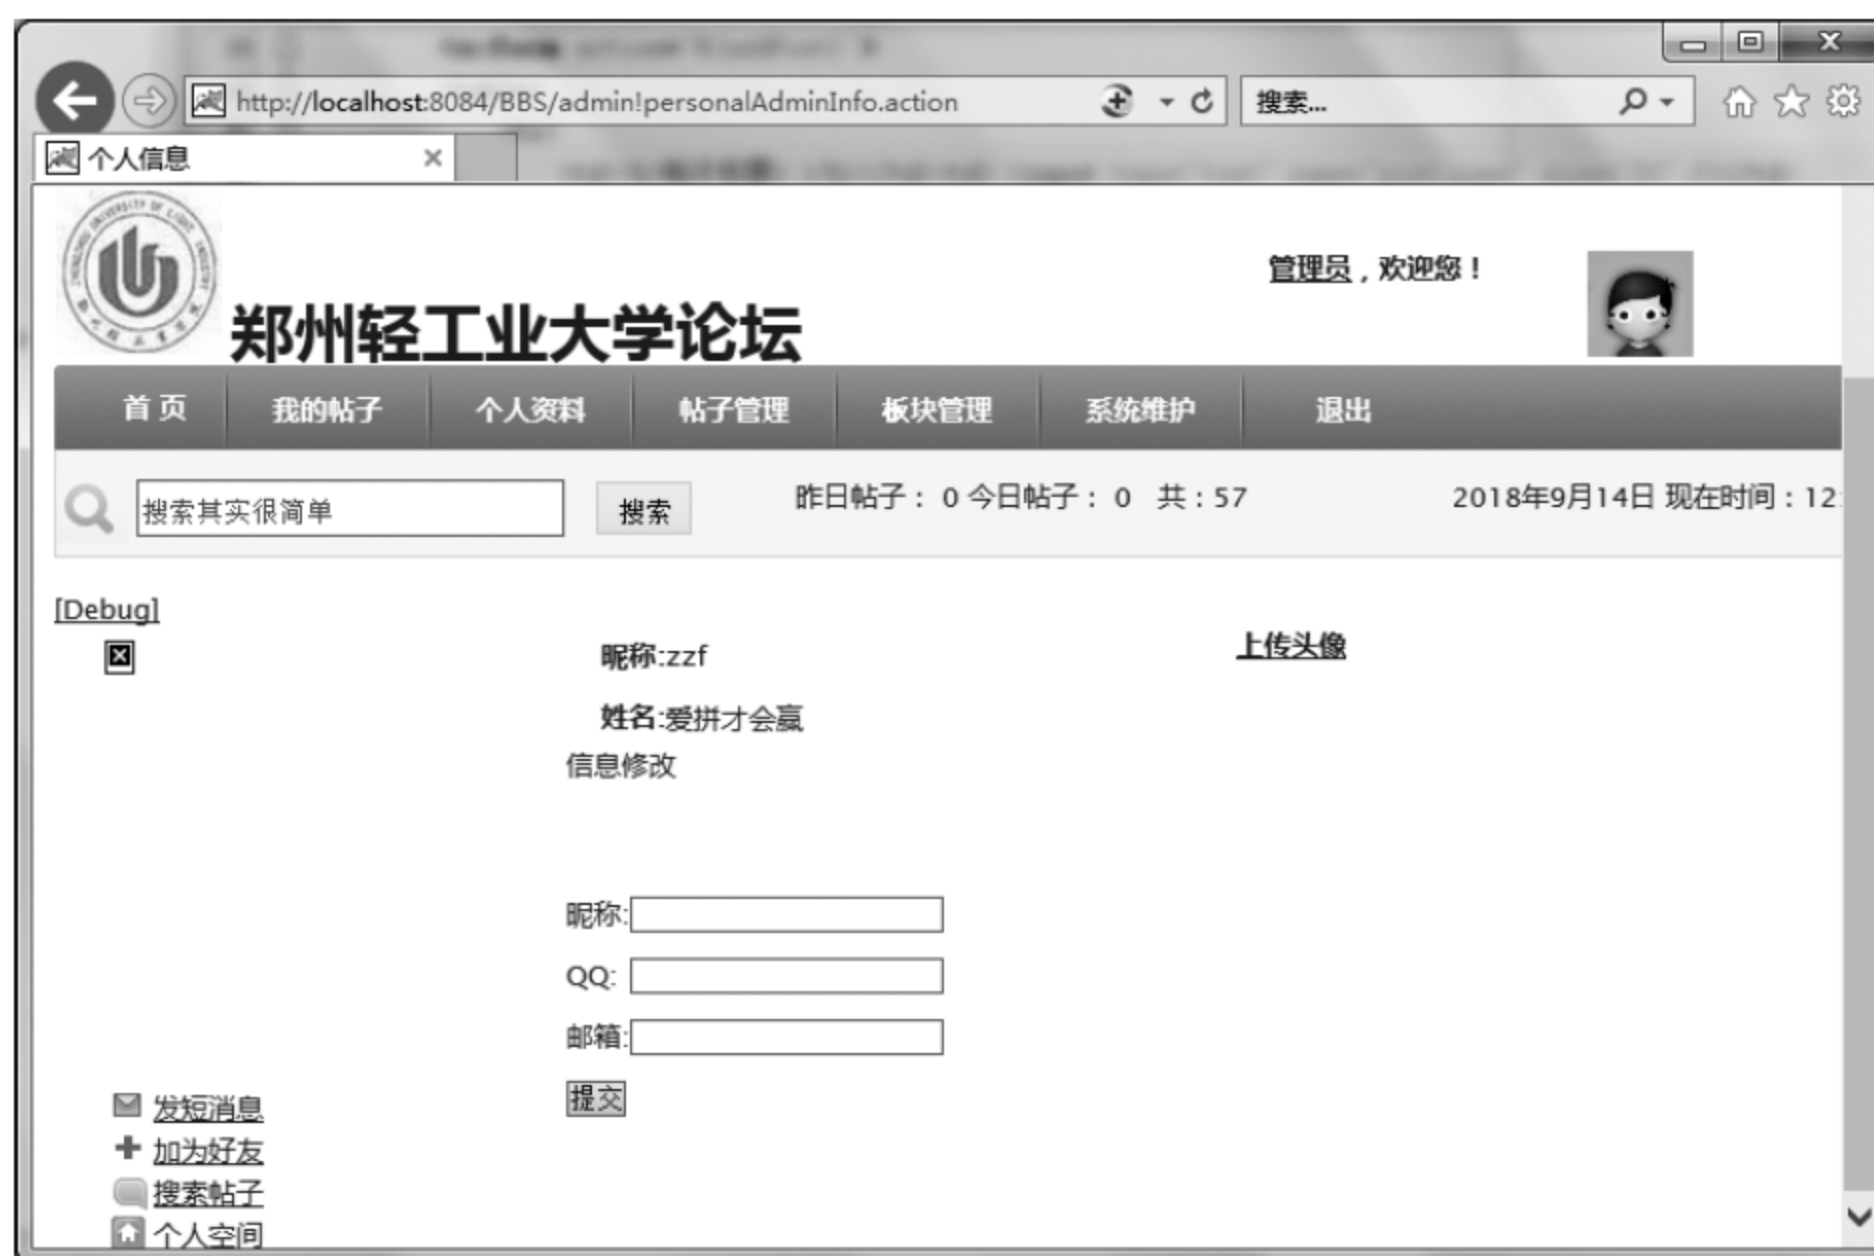 http://localhost:8084/BBS/admin!personalAdminInfo.action
搜索...
个人信息
管理员，欢迎您！
郑州轻工业大学论坛
首页 我的帖子 个人资料 帖子管理 板块管理 系统维护 退出
搜索其实很简单 搜索 昨日帖子： 0 今日帖子： 0 共：57 2018年9月14日 现在时间：12:
[Debug]
昵称:zzf
上传头像
姓名:爱拼才会赢
信息修改
昵称:
QQ:
邮箱:
提交
发短消息
加为好友
搜索帖子
个人空间